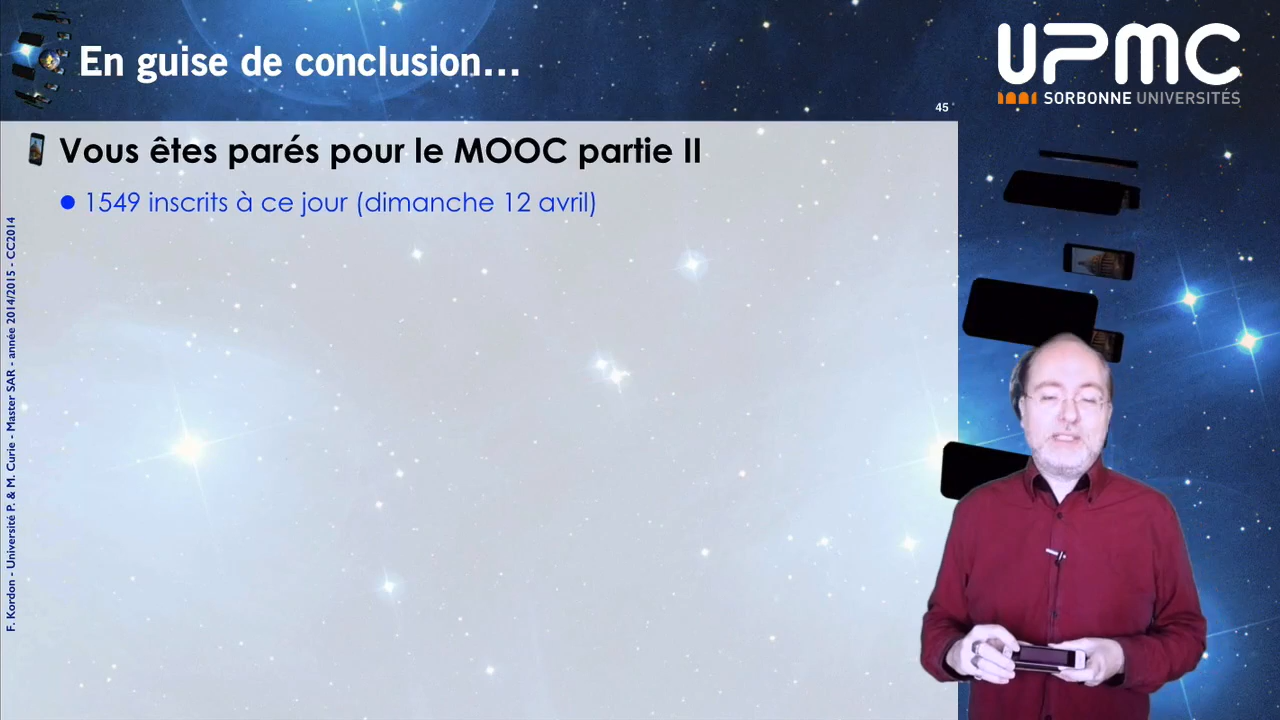 En guise de conclusion...
UPMC
SORBONNE UNIVERSITÉS
45
Vous êtes parés pour le MOOC partie II
1549 inscrits à ce jour (dimanche 12 avril)
F. Kordon - Université P. & M. Curie - Master SAR - année 2014/2015 - CC2014